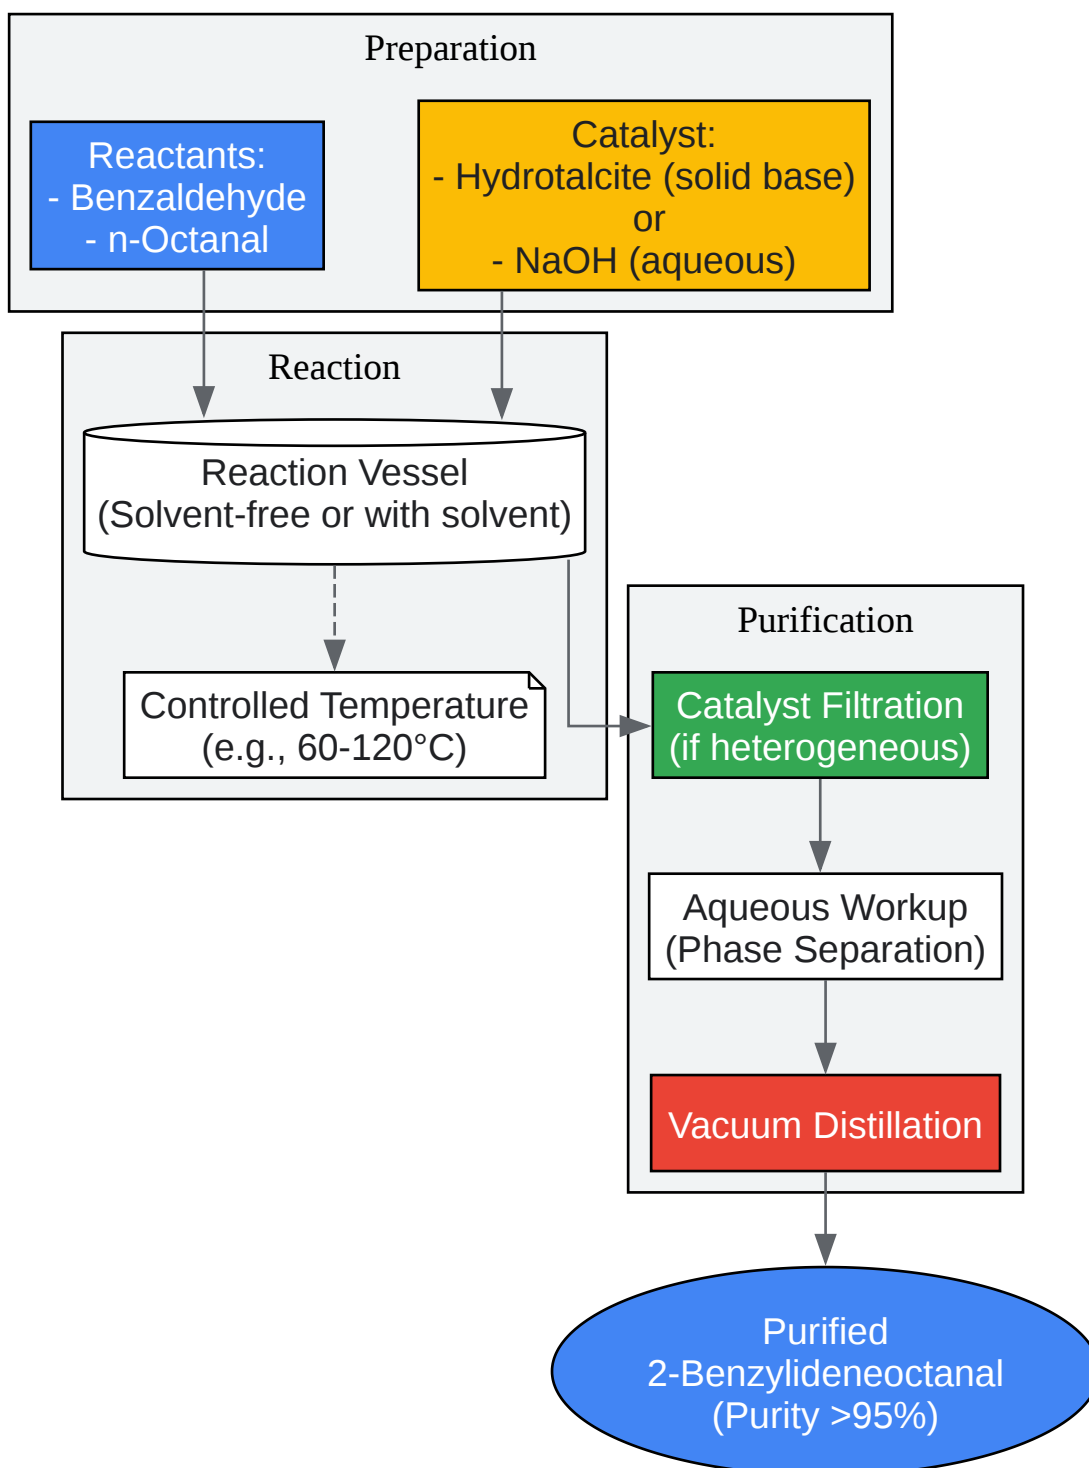 Preparation
Reactants:
- Benzaldehyde
- n-Octanal
Catalyst:
- Hydrotalcite (solid base)
or
- NaOH (aqueous)
Reaction
Reaction Vessel
(Solvent-free or with solvent)
Controlled Temperature
(e.g., 60-120°C)
Purification
Catalyst Filtration
(if heterogeneous)
Aqueous Workup
(Phase Separation)
Vacuum Distillation
Purified
2-Benzylideneoctanal
(Purity >95%)